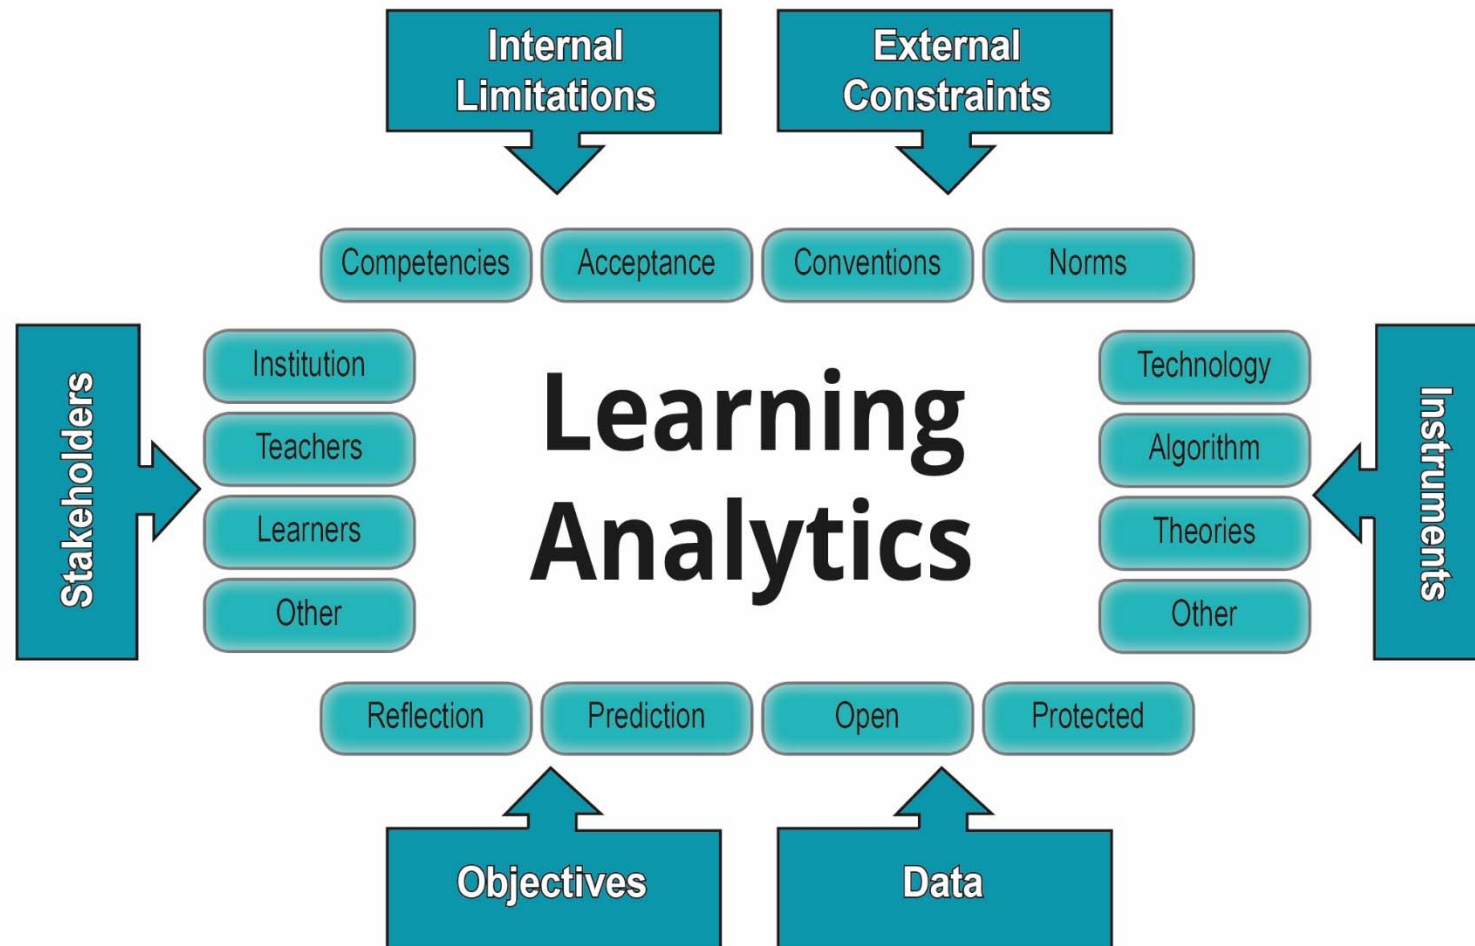 Internal
Limitations
External
Constraints
Competencies
Acceptance
Conventions
Norms
Stakeholders
Institution
Teachers
Learners
Other
Learning
Analytics
Technology
Algorithm
Theories
Other
Instruments
Reflection
Prediction
Open
Protected
Objectives
Data